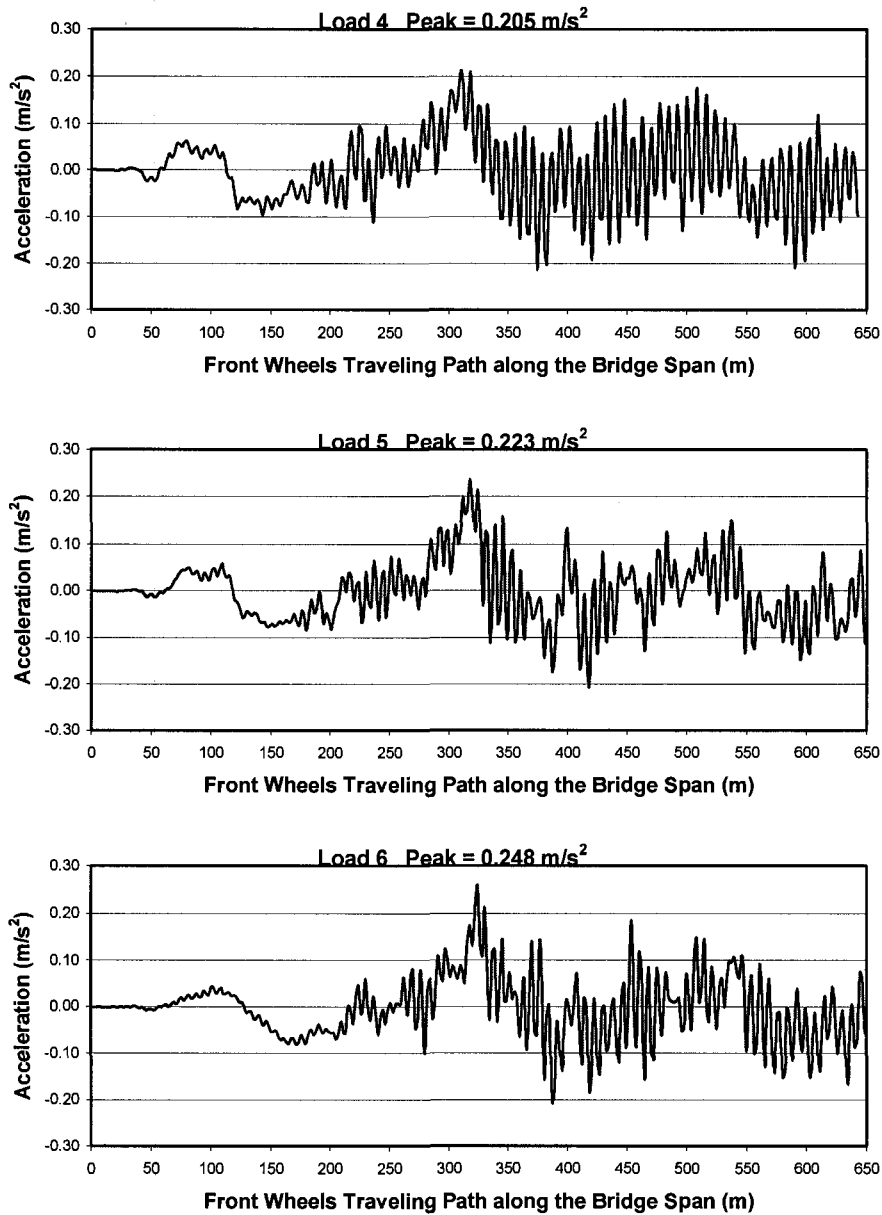 Load 4 Peak = 0.205 m/s²
Acceleration (m/s²)
0.30
0.20
0.10
0.00
-0.10
-0.20
-0.30
0 50 100 150 200 250 300 350 400 450 500 550 600 650
Front Wheels Traveling Path along the Bridge Span (m)
Load 5 Peak = 0.223 m/s²
Acceleration (m/s²)
0.30
0.20
0.10
0.00
-0.10
-0.20
-0.30
0 50 100 150 200 250 300 350 400 450 500 550 600 650
Front Wheels Traveling Path along the Bridge Span (m)
Load 6 Peak = 0.248 m/s²
Acceleration (m/s²)
0.30
0.20
0.10
0.00
-0.10
-0.20
-0.30
0 50 100 150 200 250 300 350 400 450 500 550 600 650
Front Wheels Traveling Path along the Bridge Span (m)